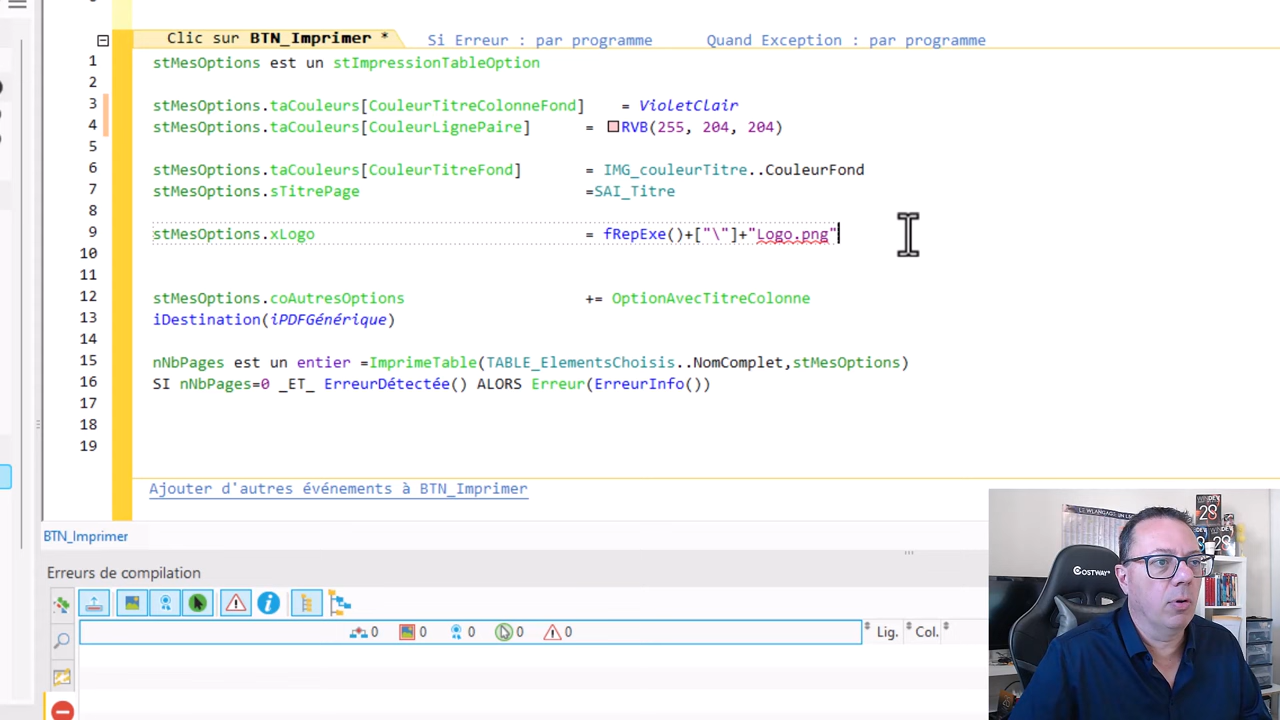 Clic sur BTN_Imprimer * Si Erreur : par programme Quand Exception : par programme
1 stMesOptions est un stImpressionTableOption
2
3 stMesOptions.taCouleurs[CouleurTitreColonneFond] = VioletClair
4 stMesOptions.taCouleurs[CouleurLignePaire] = RVB(255, 204, 204)
5
6 stMesOptions.taCouleurs[CouleurTitreFond] = IMG_couleurTitre..CouleurFond
7 stMesOptions.sTitrePage =SAI_Titre
8
9 stMesOptions.xLogo = fRepExe()+["\"]+"Logo.png"
10
11
12 stMesOptions.coAutresOptions += OptionAvecTitreColonne
13 iDestination(iPDFGénérique)
14
15 nNbPages est un entier =ImprimeTable(TABLE_ElementsChoisis..NomComplet,stMesOptions)
16 SI nNbPages=0 _ET_ ErreurDétectée() ALORS Erreur(ErreurInfo())
17
18
19
Ajouter d'autres événements à BTN_Imprimer
BTN_Imprimer
Erreurs de compilation
0 0 0 0 0 Lig. Col.
COSTWAY
28
28